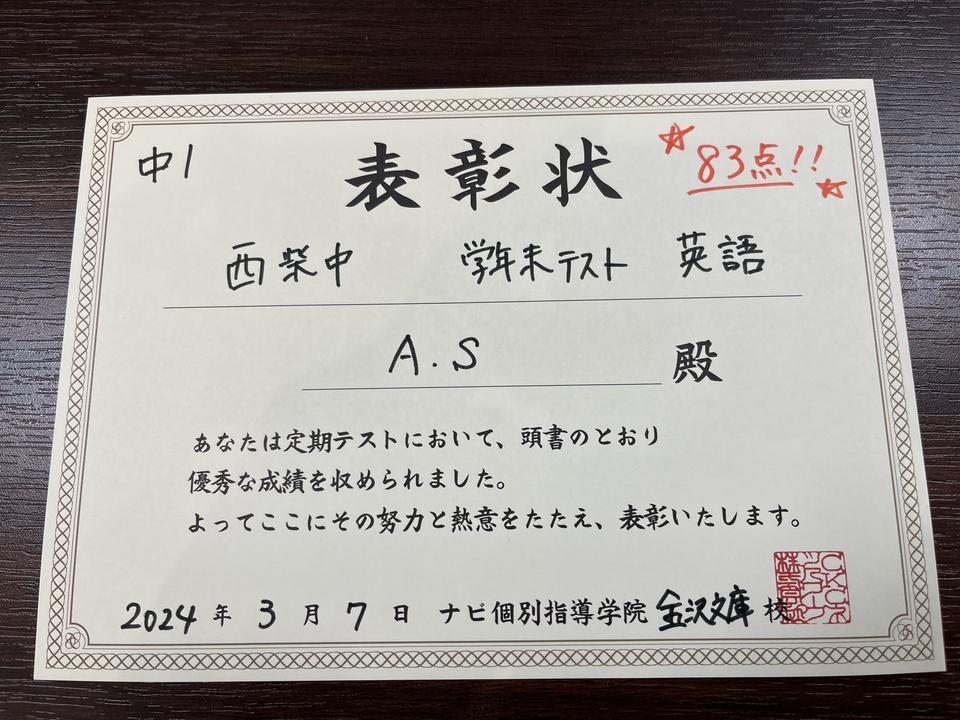 中1
表彰状
83点!!
西柴中 学年末テスト 英語
A.S 殿
あなたは定期テストにおいて、頭書のとおり
優秀な成績を収められました。
よってここにその努力と熱意をたたえ、表彰いたします。
2024年3月7日 ナビ個別指導学院 金沢文庫校